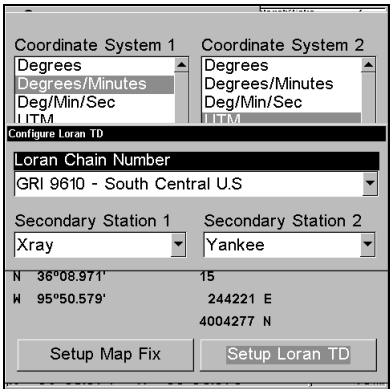 Coordinate System 1 Coordinate System 2
Degrees Degrees
Degrees/Minutes Degrees/Minutes
Deg/Min/Sec Deg/Min/Sec
UTM UTM
Configure Loran TD
Loran Chain Number
GRI 9610 - South Central U.S
Secondary Station 1 Secondary Station 2
Xray Yankee
N 36°08.971' 15
W 95°50.579' 244221 E
4004277 N
Setup Map Fix Setup Loran TD